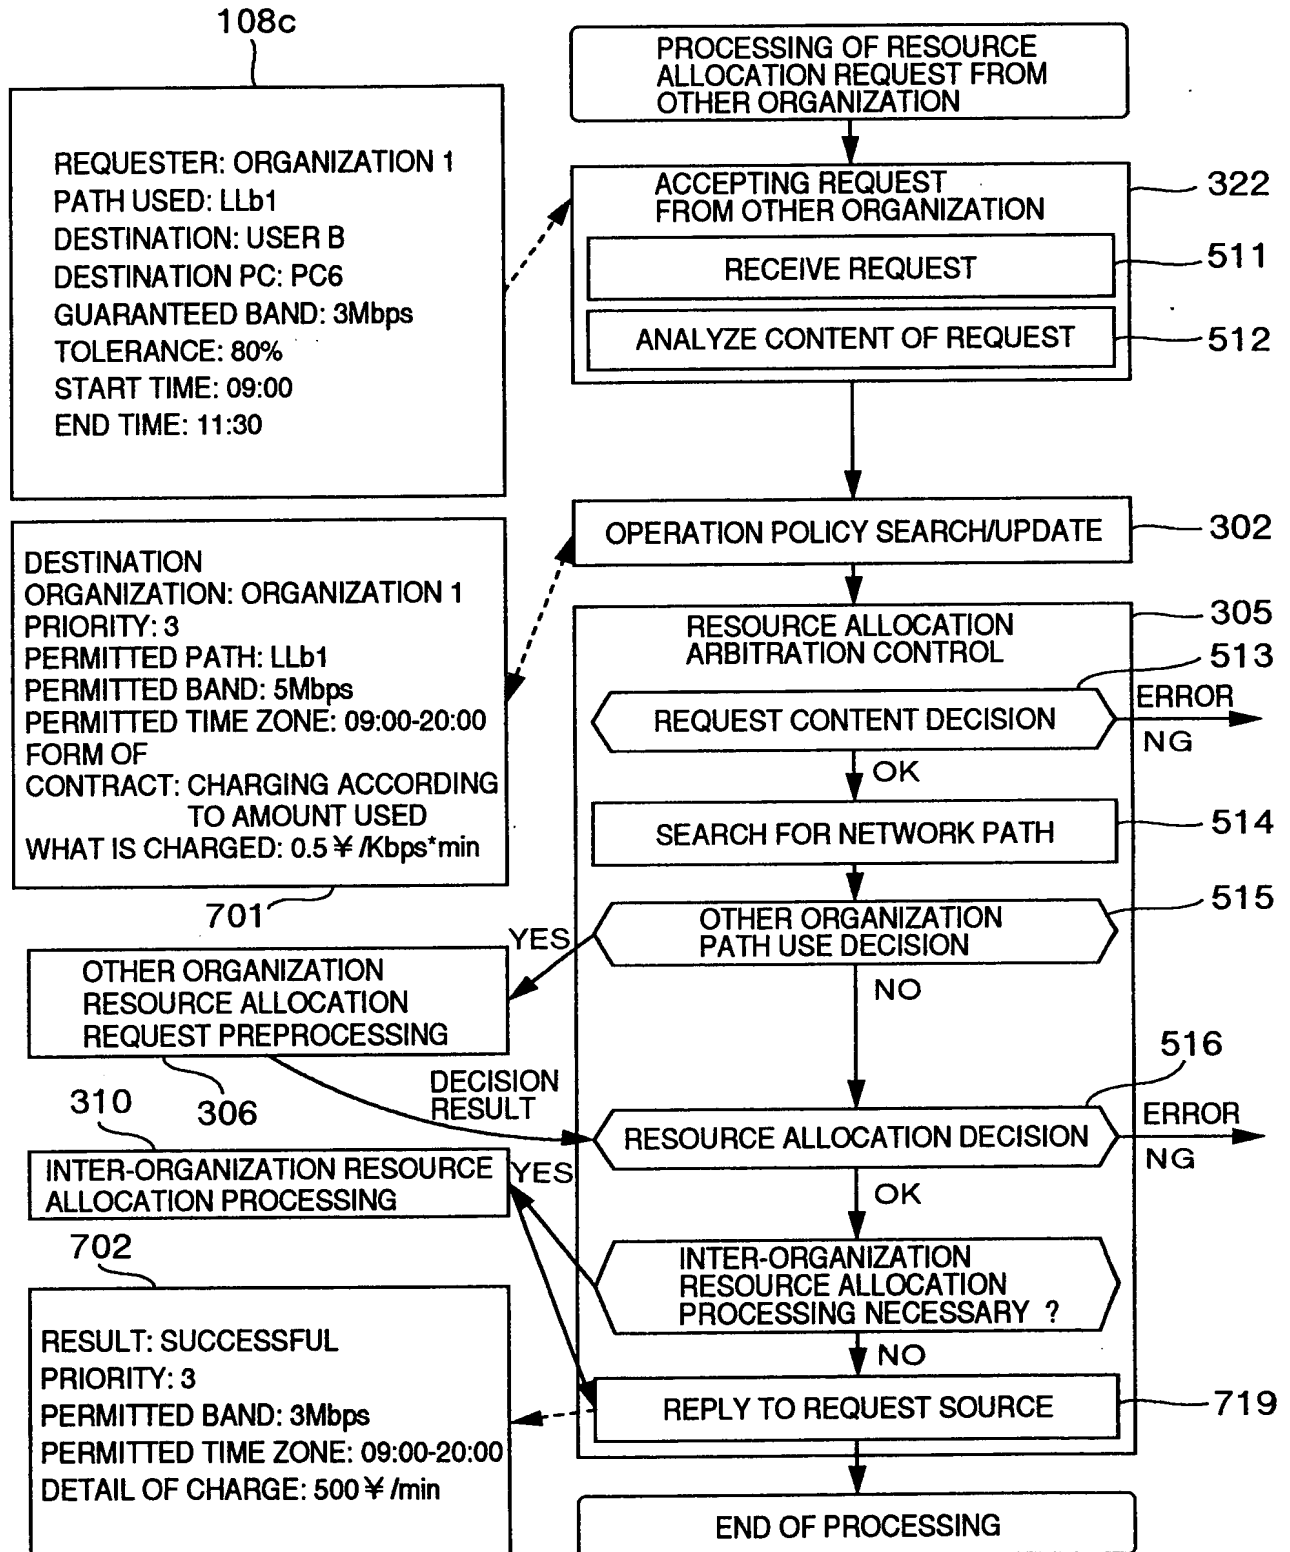 108c
PROCESSING OF RESOURCE
ALLOCATION REQUEST FROM
OTHER ORGANIZATION
REQUESTER: ORGANIZATION 1
PATH USED: LLb1
DESTINATION: USER B
DESTINATION PC: PC6
GUARANTEED BAND: 3Mbps
TOLERANCE: 80%
START TIME: 09:00
END TIME: 11:30
ACCEPTING REQUEST
FROM OTHER ORGANIZATION
322
RECEIVE REQUEST
511
ANALYZE CONTENT OF REQUEST
512
OPERATION POLICY SEARCH/UPDATE
302
DESTINATION
ORGANIZATION: ORGANIZATION 1
PRIORITY: 3
PERMITTED PATH: LLb1
PERMITTED BAND: 5Mbps
PERMITTED TIME ZONE: 09:00-20:00
FORM OF
CONTRACT: CHARGING ACCORDING
TO AMOUNT USED
WHAT IS CHARGED: 0.5 ¥ /Kbps*min
701
RESOURCE ALLOCATION
ARBITRATION CONTROL
305
513
REQUEST CONTENT DECISION
ERROR
NG
OK
SEARCH FOR NETWORK PATH
514
OTHER ORGANIZATION
PATH USE DECISION
515
YES
NO
OTHER ORGANIZATION
RESOURCE ALLOCATION
REQUEST PREPROCESSING
306
DECISION
RESULT
516
RESOURCE ALLOCATION DECISION
ERROR
NG
OK
310
INTER-ORGANIZATION RESOURCE
ALLOCATION PROCESSING
YES
INTER-ORGANIZATION
RESOURCE ALLOCATION
PROCESSING NECESSARY ?
NO
702
RESULT: SUCCESSFUL
PRIORITY: 3
PERMITTED BAND: 3Mbps
PERMITTED TIME ZONE: 09:00-20:00
DETAIL OF CHARGE: 500 ¥ /min
REPLY TO REQUEST SOURCE
719
END OF PROCESSING